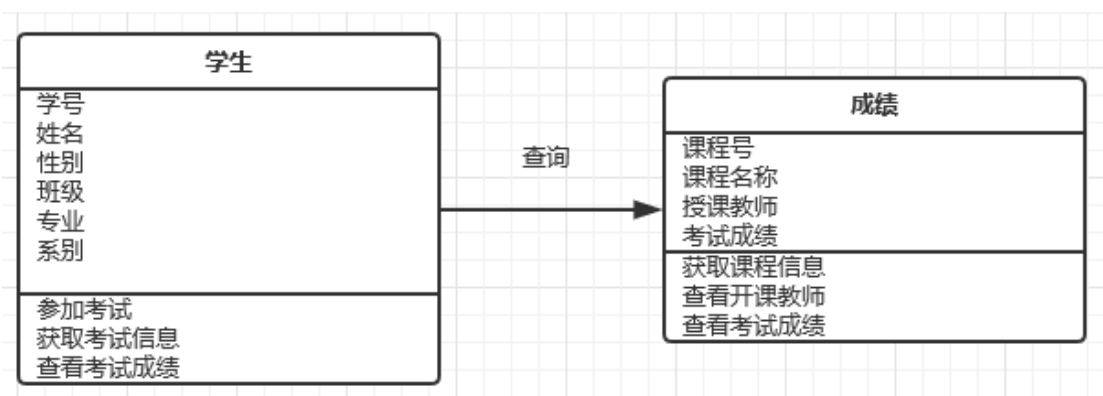 学生
学号
姓名
性别
班级
专业
系别
参加考试
获取考试信息
查看考试成绩
查询
成绩
课程号
课程名称
授课教师
考试成绩
获取课程信息
查看开课教师
查看考试成绩